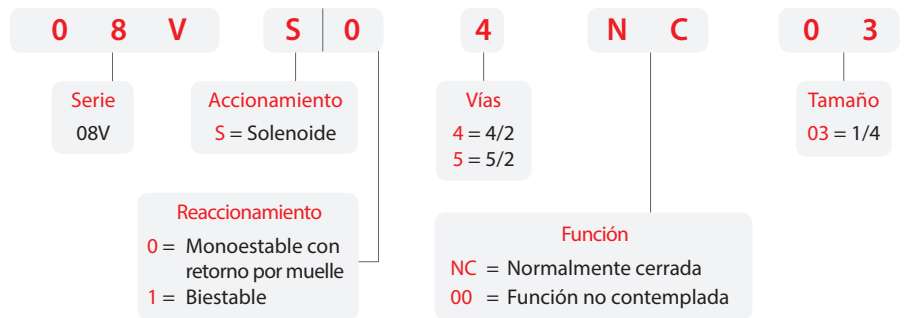 0 8 V S 0 4 N C 0 3
Serie
08V
Accionamiento
S = Solenoide
Vías
4 = 4/2
5 = 5/2
Tamaño
03 = 1/4
Reaccionamiento
0 = Monoestable con
retorno por muelle
1 = Biestable
Función
NC = Normalmente cerrada
00 = Función no contemplada